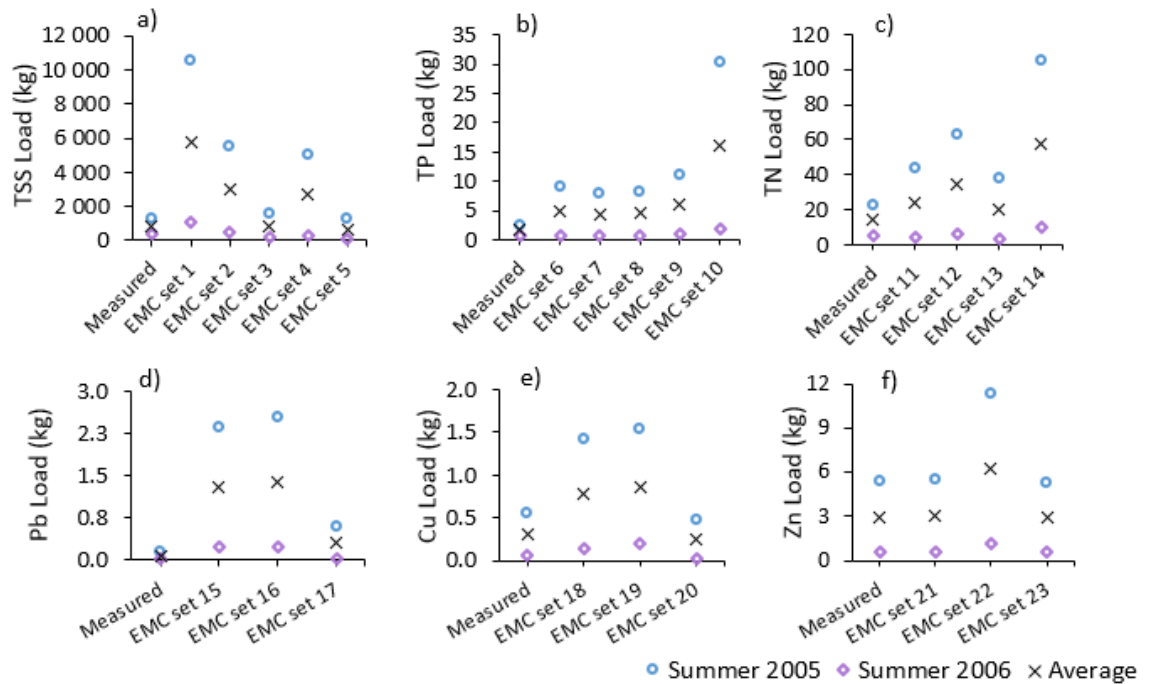 a)
TSS Load (kg)
12 000
10 000
8 000
6 000
4 000
2 000
0
Measured
EMC set 1
EMC set 2
EMC set 3
EMC set 4
EMC set 5
b)
TP Load (kg)
35
30
25
20
15
10
5
0
Measured
EMC set 6
EMC set 7
EMC set 8
EMC set 9
EMC set 10
c)
TN Load (kg)
120
100
80
60
40
20
0
Measured
EMC set 11
EMC set 12
EMC set 13
EMC set 14
d)
Pb Load (kg)
3.0
2.3
1.5
0.8
0.0
Measured
EMC set 15
EMC set 16
EMC set 17
e)
Cu Load (kg)
2.0
1.5
1.0
0.5
0.0
Measured
EMC set 18
EMC set 19
EMC set 20
f)
Zn Load (kg)
12
9
6
3
0
Measured
EMC set 21
EMC set 22
EMC set 23
Summer 2005
Summer 2006
Average